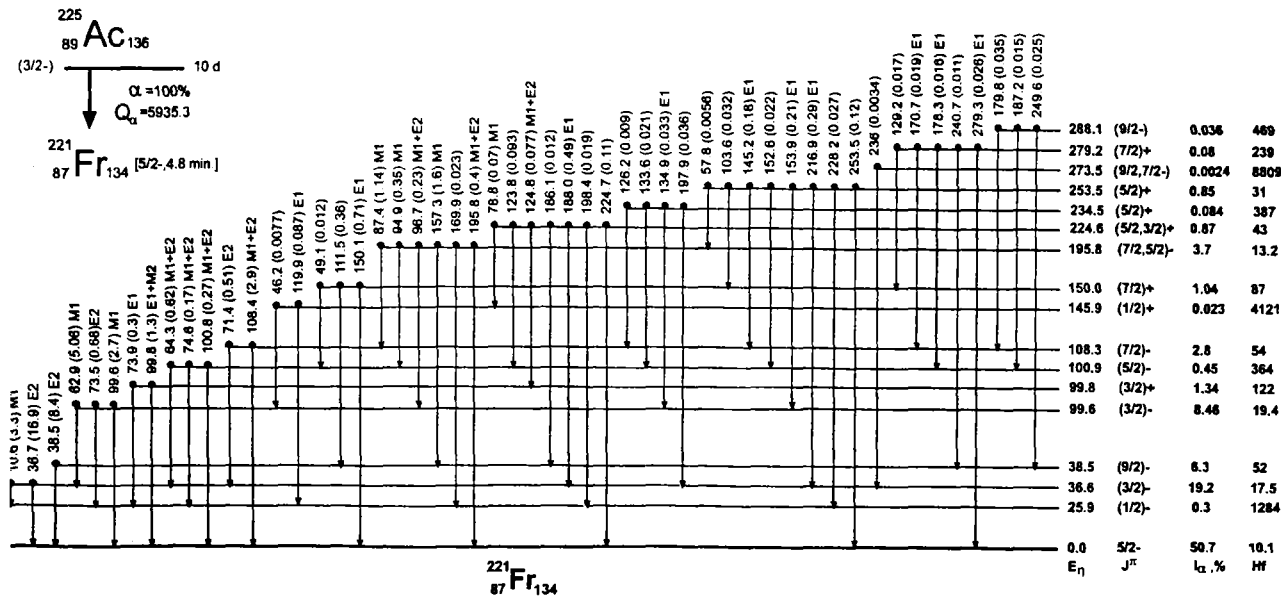 225
89 Ac 136
(3/2-) 10 d
α =100%
Qα =5935.3
221
87 Fr 134 [5/2-,4.8 min ]
36.7 (16.9) E2
38.5 (8.4) E2
62.9 (5.06) M1
73.5 (0.68)E2
99.6 (2.7) M1
73.9 (0.3) E1
99.8 (1.3) E1+M2
64.3 (0.62) M1+E2
74.6 (0.17) M1+E2
100.8 (0.27) M1+E2
71.4 (0.51) E2
108.4 (2.9) M1+E2
46.2 (0.0077)
119.9 (0.087) E1
49.1 (0.012)
111.5 (0.36)
150.1 (0.71) E1
87.4 (1.14) M1
94.9 (0.35) M1
96.7 (0.23) M1+E2
157.3 (1.6) M1
169.9 (0.023)
195.8 (0.4) M1+E2
78.8 (0.07) M1
123.8 (0.093)
124.8 (0.077) M1+E2
186.1 (0.012)
188.0 (0.49) E1
198.4 (0.019)
224.7 (0.11)
126.2 (0.009)
133.6 (0.021)
134.9 (0.033) E1
197.9 (0.036)
57.8 (0.0056)
103.6 (0.032)
145.2 (0.18) E1
152.6 (0.022)
153.9 (0.21) E1
216.9 (0.29) E1
228.2 (0.027)
253.5 (0.12)
236 (0.0034)
129.2 (0.017)
170.7 (0.019) E1
178.3 (0.016) E1
240.7 (0.011)
279.3 (0.026) E1
179.8 (0 035)
187.2 (0.015)
249.6 (0.025)
288.1 (9/2-) 0.036 469
279.2 (7/2)+ 0.08 239
273.5 (9/2,7/2-) 0.0024 8809
253.5 (5/2)+ 0.85 31
234.5 (5/2)+ 0.084 387
224.6 (5/2,3/2)+ 0.87 43
195.8 (7/2,5/2)- 3.7 13.2
150.0 (7/2)+ 1.04 87
145.9 (1/2)+ 0.023 4121
108.3 (7/2)- 2.8 54
100.9 (5/2)- 0.45 364
99.8 (3/2)+ 1.34 122
99.6 (3/2)- 8.46 19.4
38.5 (9/2)- 6.3 52
36.6 (3/2)- 19.2 17.5
25.9 (1/2)- 0.3 1284
0.0 5/2- 50.7 10.1
Eη Jπ Iα ,% Hf
221
87 Fr 134